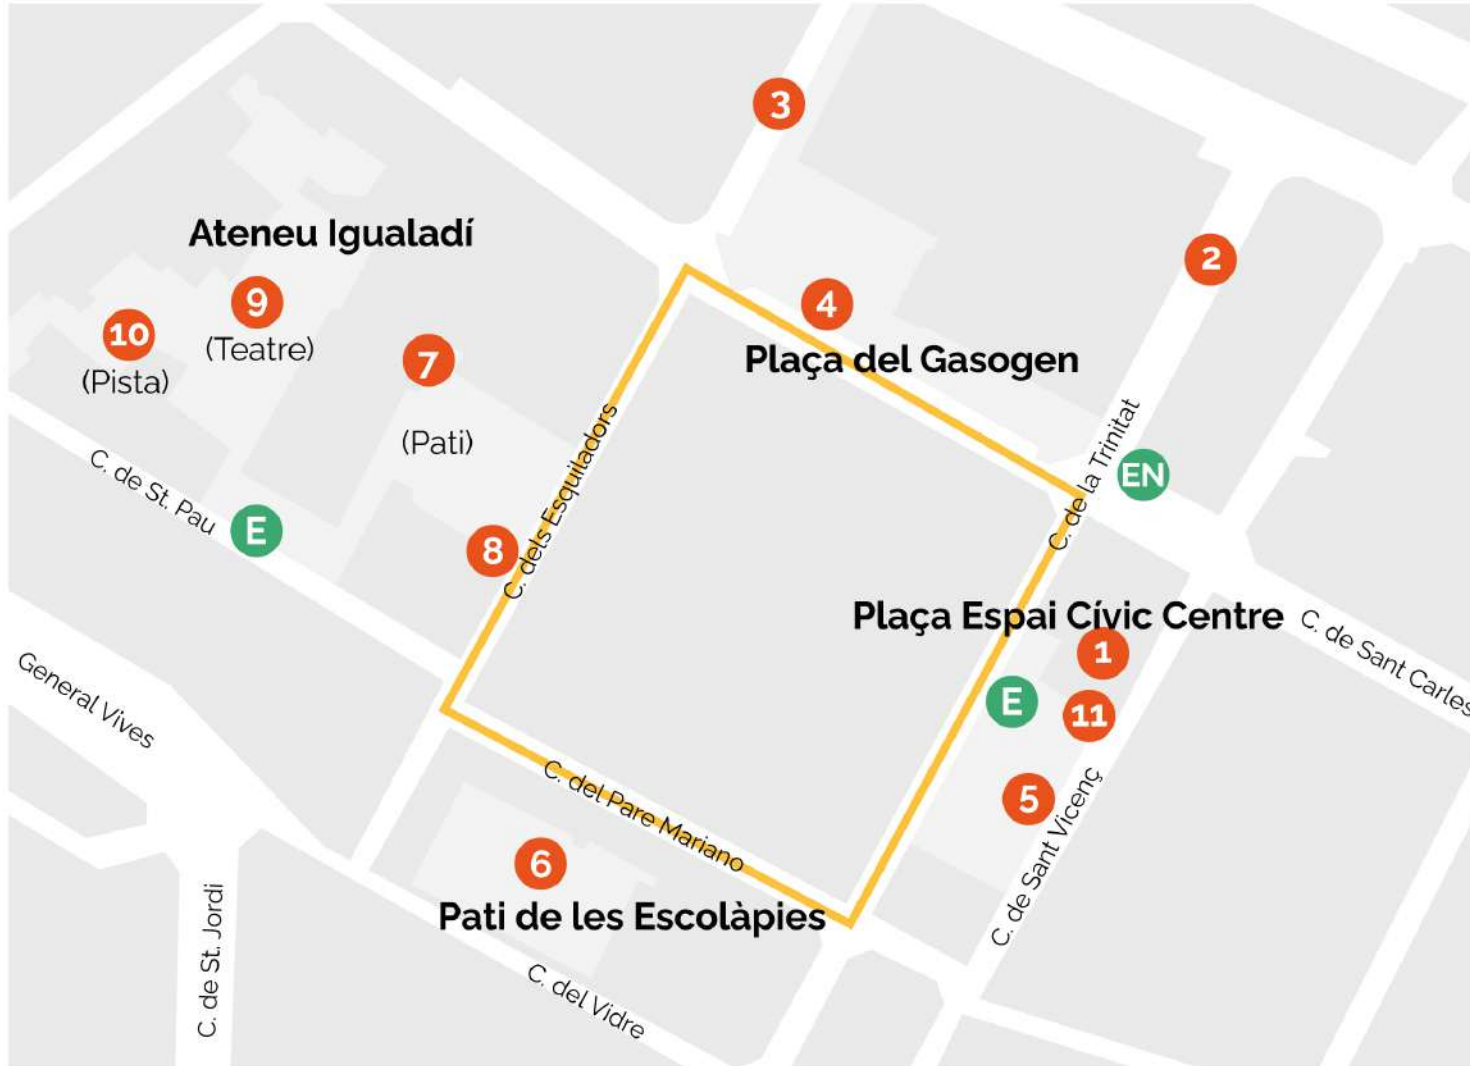 3
Ateneu Igualadí
2
9
(Teatre)
10
(Pista)
4
Plaça del Gasogen
7
(Pati)
C. dels Esquiladors
C. de la Trinitat
EN
C. de St. Pau
E
8
Plaça Espai Cívic Centre
1
C. de Sant Carles
General Vives
E
11
5
C. del Pare Mariano
C. de Sant Vicenç
6
Pati de les Escolàpies
C. de St. Jordi
C. del Vidre